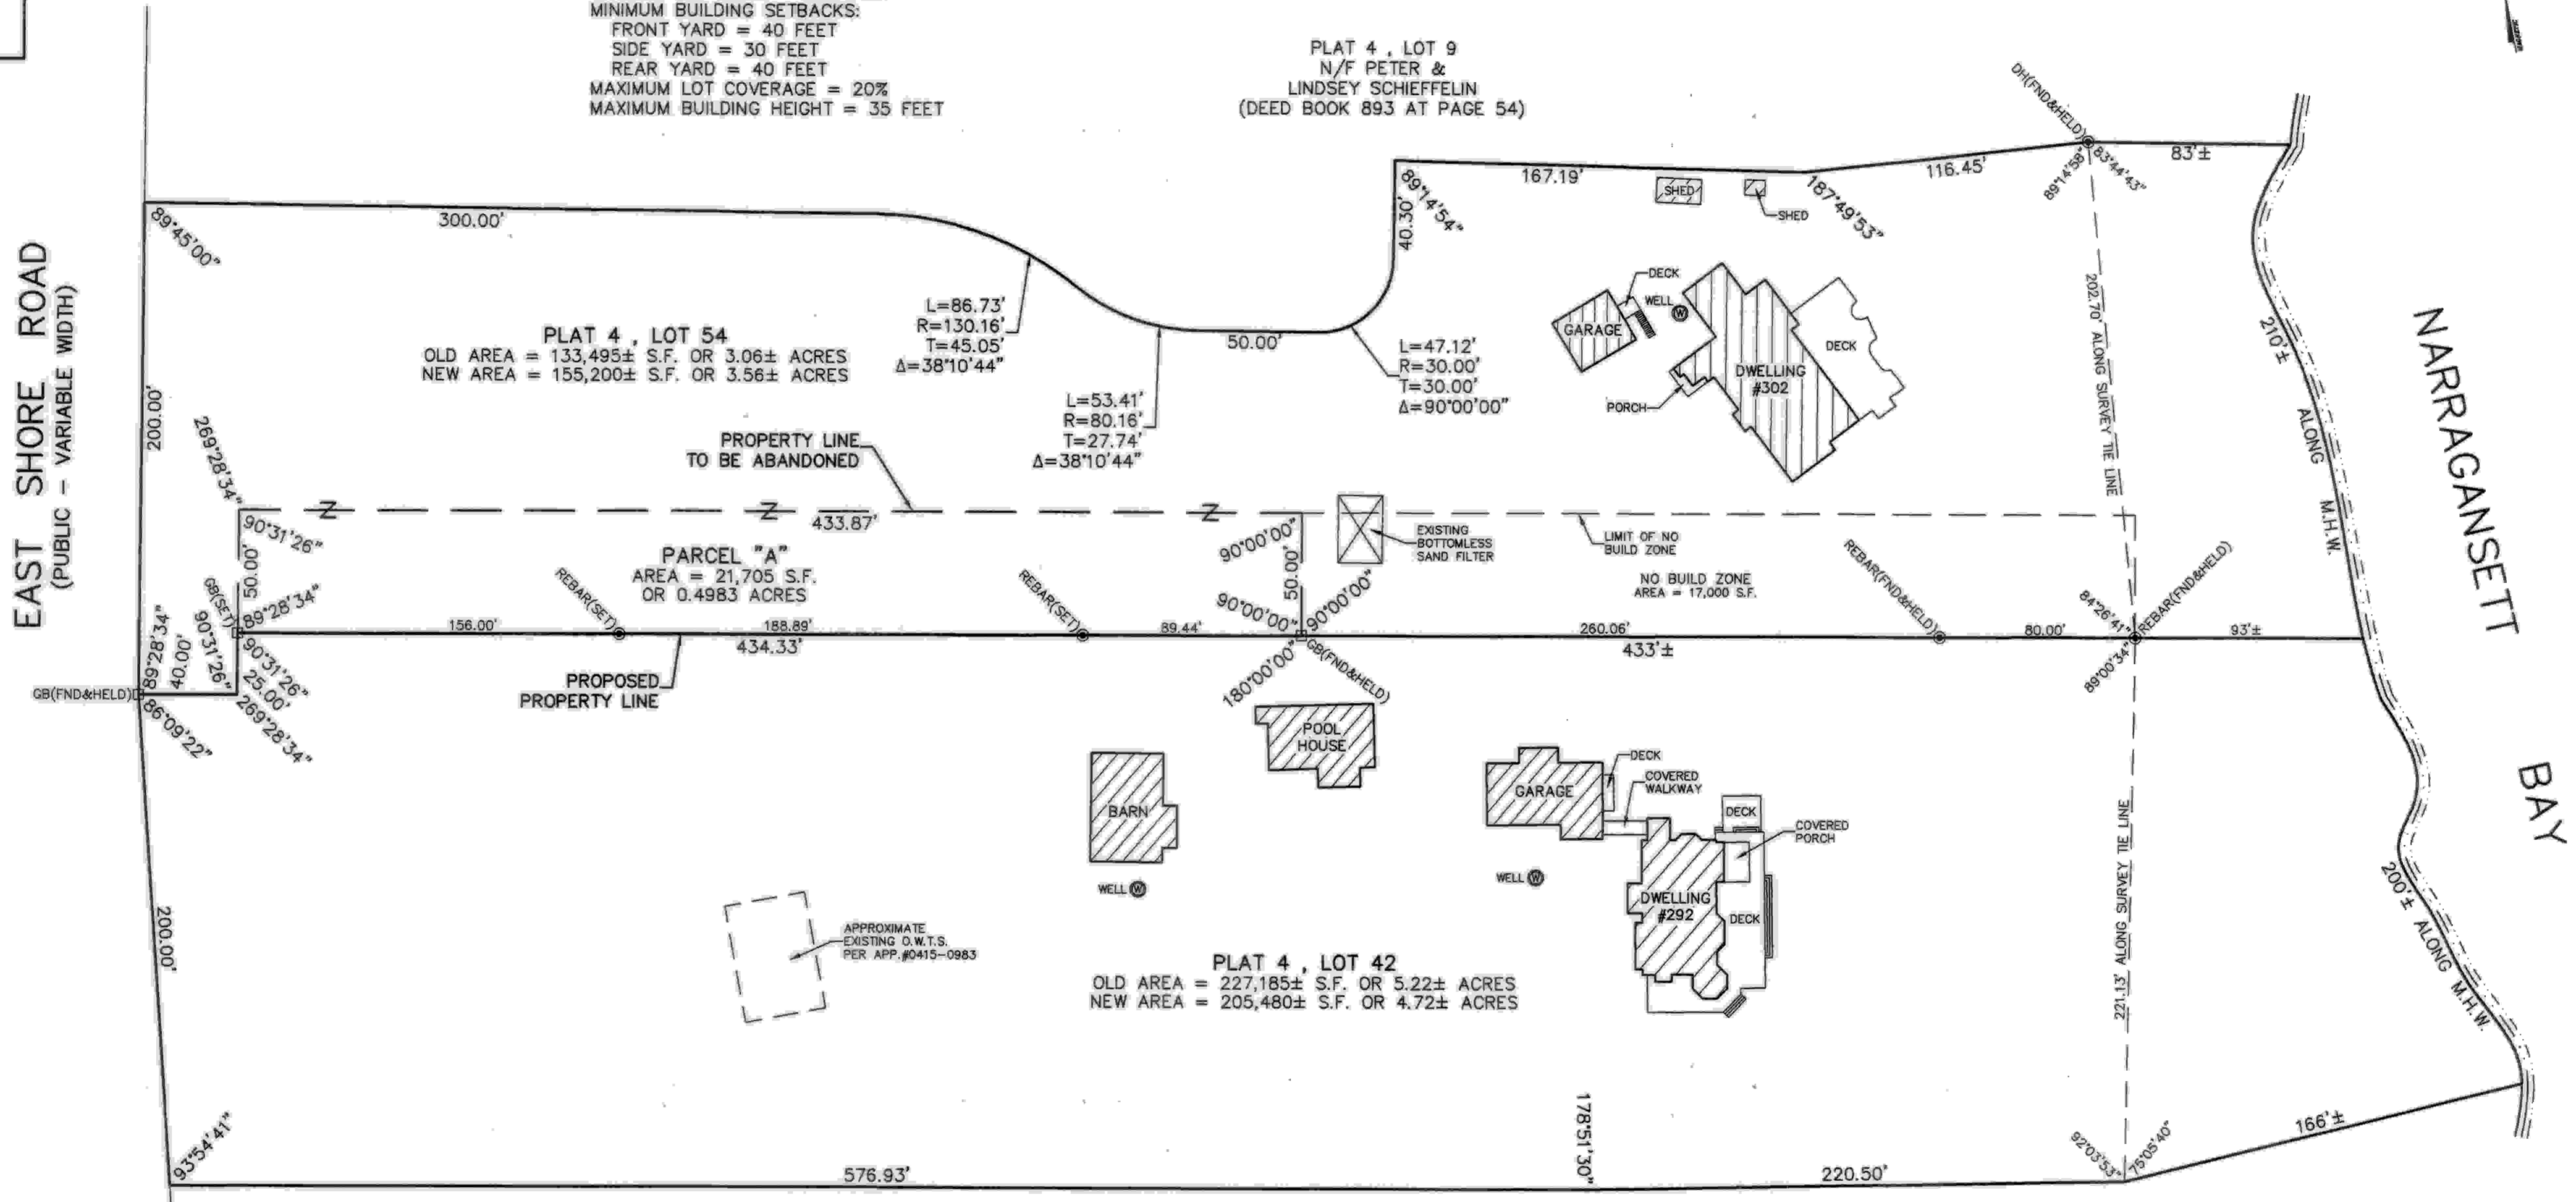 MINIMUM BUILDING SETBACKS:
FRONT YARD = 40 FEET
SIDE YARD = 30 FEET
REAR YARD = 40 FEET
MAXIMUM LOT COVERAGE = 20%
MAXIMUM BUILDING HEIGHT = 35 FEET
PLAT 4 , LOT 9
N/F PETER &
LINDSEY SCHIEFFELIN
(DEED BOOK 893 AT PAGE 54)
DH(FND&HELD)
83'44'43"
89°14'58"
83'±
116.45'
187°49'53"
167.19'
89°14'54"
40.30'
SHED
SHED
300.00'
89°45'00"
EAST SHORE ROAD
(PUBLIC - VARIABLE WIDTH)
200.00'
PLAT 4 , LOT 54
OLD AREA = 133,495± S.F. OR 3.06± ACRES
NEW AREA = 155,200± S.F. OR 3.56± ACRES
L=86.73'
R=130.16'
T=45.05'
Δ=38°10'44"
L=53.41'
R=80.16'
T=27.74'
Δ=38°10'44"
50.00'
L=47.12'
R=30.00'
T=30.00'
Δ=90°00'00"
DECK
WELL
W
GARAGE
DWELLING
#302
DECK
PORCH
202.70' ALONG SURVEY TIE LINE
210'± ALONG M.H.W.
NARRAGANSETT BAY
PROPERTY LINE
TO BE ABANDONED
269°28'34"
90°31'26"
Z
Z
Z
433.87'
50.00'
PARCEL "A"
AREA = 21,705 S.F.
OR 0.4983 ACRES
90°00'00"
50.00'
90°00'00"
90°00'00"
EXISTING
BOTTOMLESS
SAND FILTER
LIMIT OF NO
BUILD ZONE
NO BUILD ZONE
AREA = 17,000 S.F.
REBAR(FND&HELD)
REBAR(FND&HELD)
84°26'41"
89°00'34"
REBAR(SET)
REBAR(SET)
GB(SET)
89°28'34"
156.00'
188.89'
434.33'
89.44'
260.06'
433'±
80.00'
93'±
GB(FND&HELD)
89°28'34"
40.00'
90°31'26"
90°31'26"
25.00'
269°28'34"
86°09'22"
PROPOSED
PROPERTY LINE
180°00'00"
GB(FND&HELD)
POOL
HOUSE
BARN
WELL W
GARAGE
DECK
COVERED
WALKWAY
DECK
COVERED
PORCH
WELL W
DWELLING
#292
DECK
200.00'
APPROXIMATE
EXISTING O.W.T.S.
PER APP.#0415-0983
PLAT 4 , LOT 42
OLD AREA = 227,185± S.F. OR 5.22± ACRES
NEW AREA = 205,480± S.F. OR 4.72± ACRES
221.13' ALONG SURVEY TIE LINE
200'± ALONG M.H.W.
93°54'41"
576.93'
178°51'30"
220.50'
92°03'53"
75°05'40"
166'±